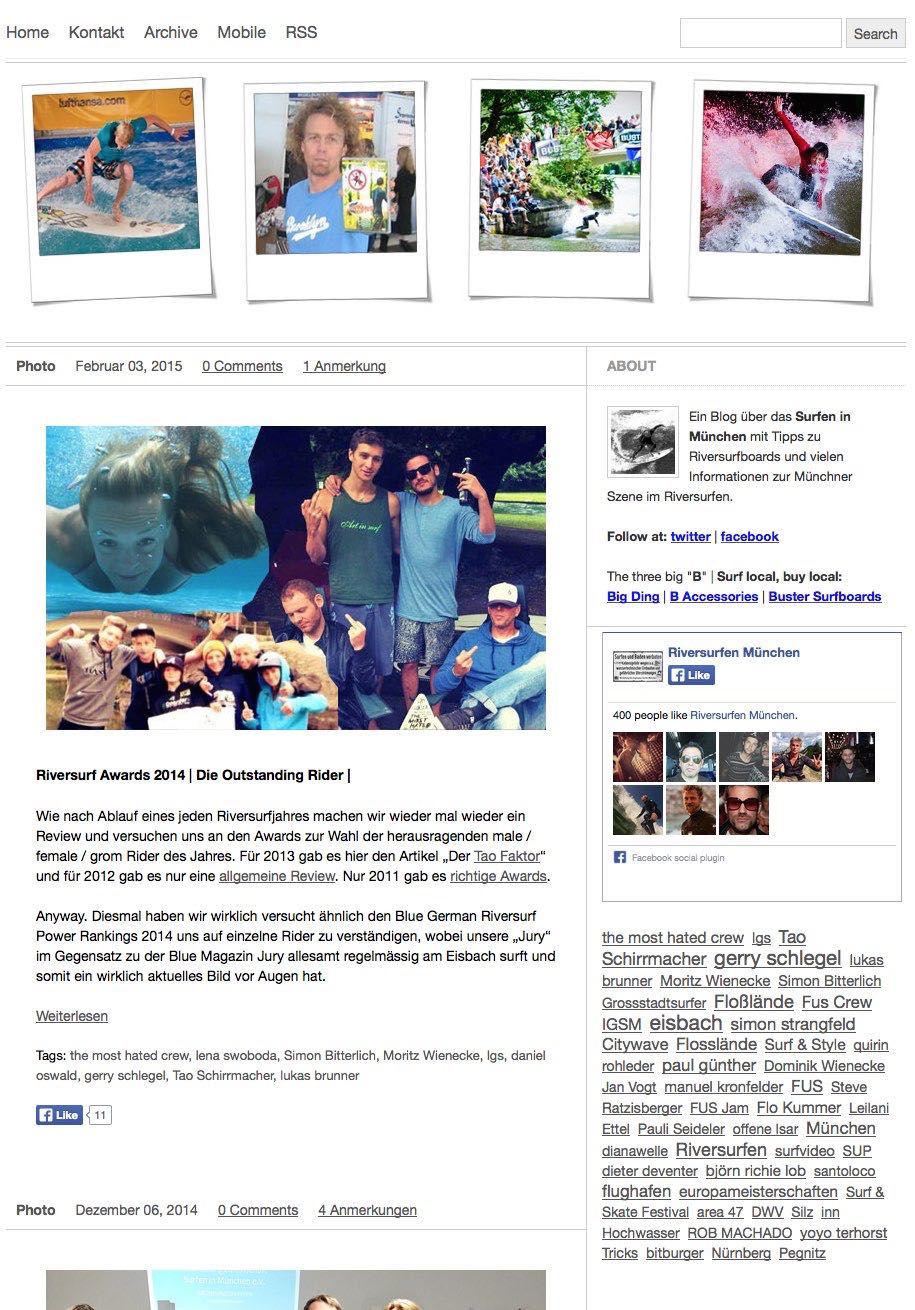 Home Kontakt Archive Mobile RSS Search
lufthansa.com
Brooklyn
BUST
BUST
Photo Februar 03, 2015 0 Comments 1 Anmerkung
Art in surf
Riversurf Awards 2014 | Die Outstanding Rider |
Wie nach Ablauf eines jeden Riversurfjahres machen wir wieder mal wieder ein
Review und versuchen uns an den Awards zur Wahl der herausragenden male /
female / grom Rider des Jahres. Für 2013 gab es hier den Artikel „Der Tao Faktor“
und für 2012 gab es nur eine allgemeine Review. Nur 2011 gab es richtige Awards.
Anyway. Diesmal haben wir wirklich versucht ähnlich den Blue German Riversurf
Power Rankings 2014 uns auf einzelne Rider zu verständigen, wobei unsere „Jury“
im Gegensatz zu der Blue Magazin Jury allesamt regelmässig am Eisbach surft und
somit ein wirklich aktuelles Bild vor Augen hat.
Weiterlesen
Tags: the most hated crew, lena swoboda, Simon Bitterlich, Moritz Wienecke, lgs, daniel
oswald, gerry schlegel, Tao Schirrmacher, lukas brunner
Like 11
Photo Dezember 06, 2014 0 Comments 4 Anmerkungen
Surfen in München e.V.
ABOUT
Ein Blog über das Surfen in
München mit Tipps zu
Riversurfboards und vielen
Informationen zur Münchner
Szene im Riversurfen.
Follow at: twitter | facebook
The three big "B" | Surf local, buy local:
Big Ding | B Accessories | Buster Surfboards
Surfen und Baden verboten
Riversurfen München
Like
400 people like Riversurfen München.
Facebook social plugin
the most hated crew lgs Tao
Schirrmacher gerry schlegel lukas
brunner Moritz Wienecke Simon Bitterlich
Grossstadtsurfer Floßlände Fus Crew
IGSM eisbach simon strangfeld
Citywave Flosslände Surf & Style quirin
rohleder paul günther Dominik Wienecke
Jan Vogt manuel kronfelder FUS Steve
Ratzisberger FUS Jam Flo Kummer Leilani
Ettel Pauli Seideler offene Isar München
dianawelle Riversurfen surfvideo SUP
dieter deventer björn richie lob santoloco
flughafen europameisterschaften Surf &
Skate Festival area 47 DWV Silz inn
Hochwasser ROB MACHADO yoyo terhorst
Tricks bitburger Nürnberg Pegnitz